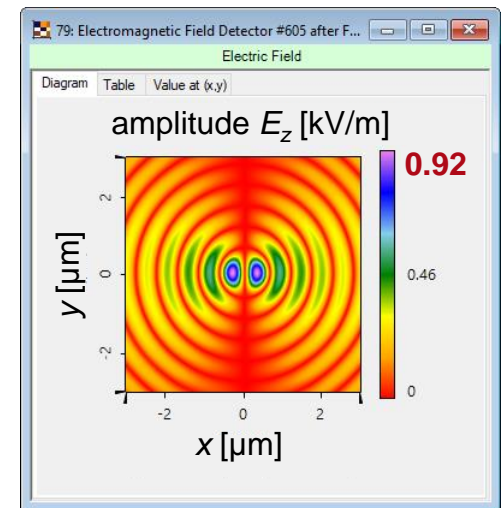 79: Electromagnetic Field Detector #605 after F...
Electric Field
Diagram Table Value at (x,y)
amplitude E_z [kV/m]
0.92
2
0
-2
y [µm]
0.46
0
-2 0 2
x [µm]